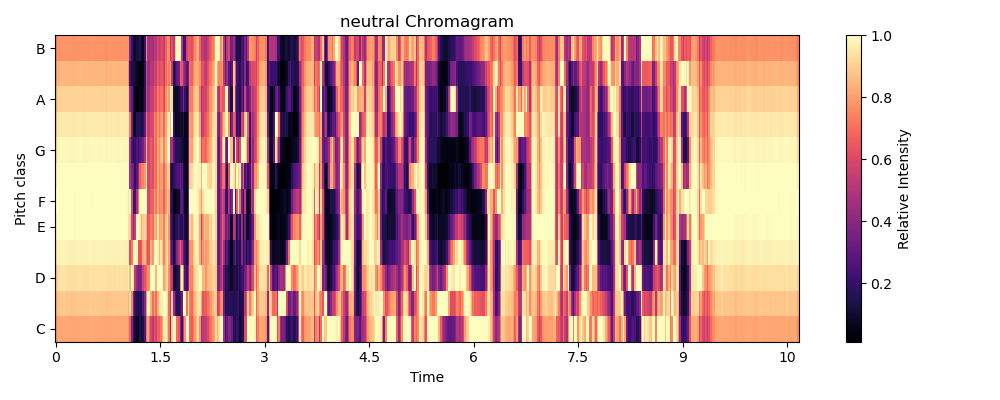 neutral Chromagram
B
A
G
F
E
D
C
Pitch class
0 1.5 3 4.5 6 7.5 9 10
Time
1.0
0.8
0.6
0.4
0.2
Relative Intensity